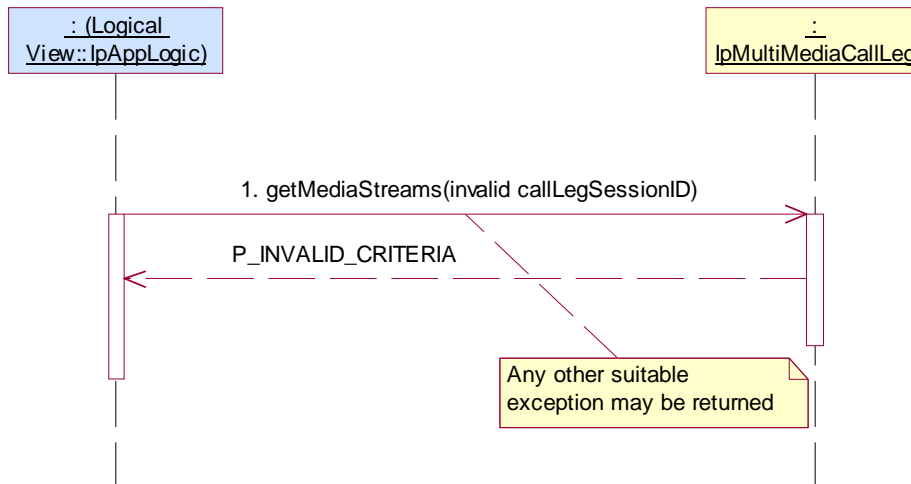 : (Logical
View::IpAppLogic)
:
IpMultiMediaCallLeg
1. getMediaStreams(invalid callLegSessionID)
P_INVALID_CRITERIA
Any other suitable
exception may be returned